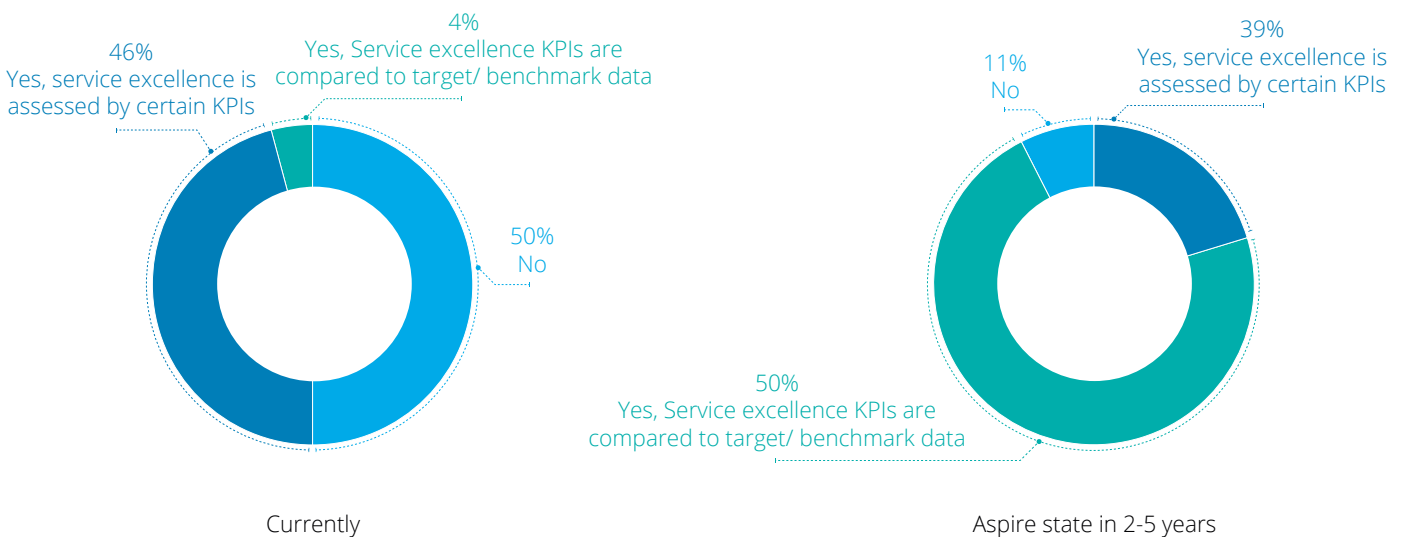 46%
Yes, service excellence is
assessed by certain KPIs
4%
Yes, Service excellence KPIs are
compared to target/ benchmark data
50%
No
Currently
11%
No
39%
Yes, service excellence is
assessed by certain KPIs
50%
Yes, Service excellence KPIs are
compared to target/ benchmark data
Aspire state in 2-5 years